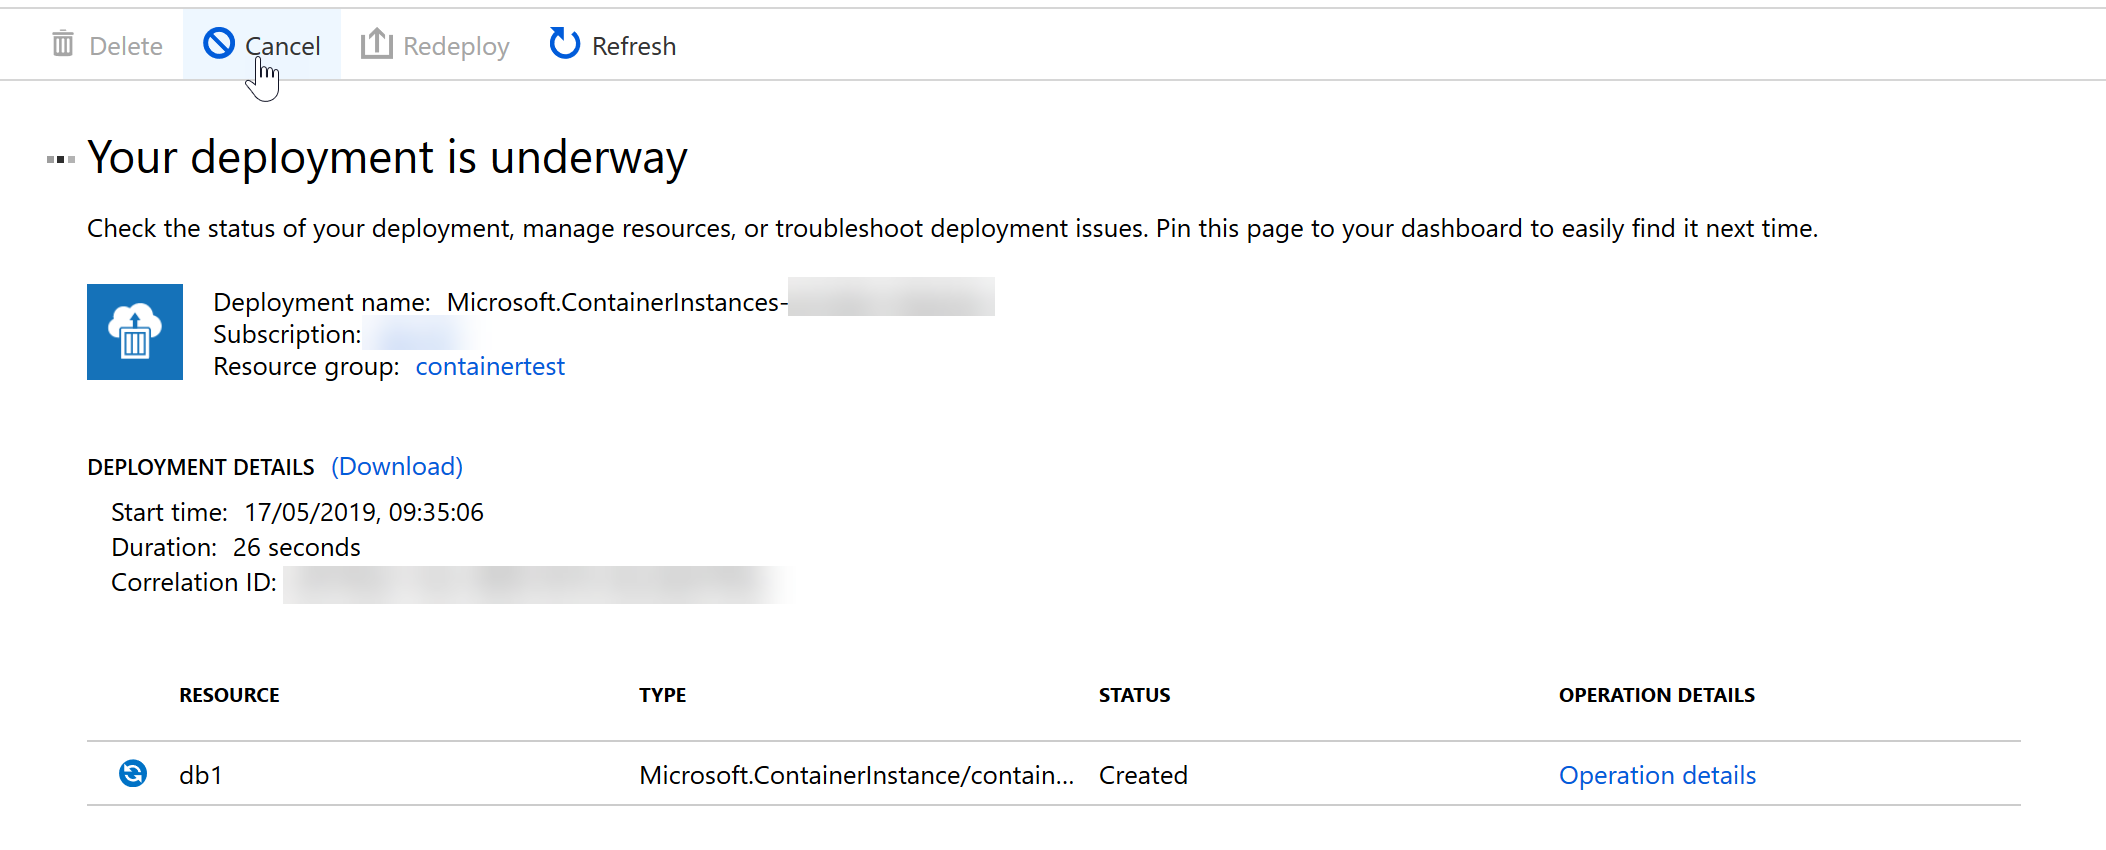 Delete Cancel Redeploy Refresh
Your deployment is underway
Check the status of your deployment, manage resources, or troubleshoot deployment issues. Pin this page to your dashboard to easily find it next time.
Deployment name: Microsoft.ContainerInstances-
Subscription:
Resource group: containertest
DEPLOYMENT DETAILS (Download)
Start time: 17/05/2019, 09:35:06
Duration: 26 seconds
Correlation ID:
RESOURCE TYPE STATUS OPERATION DETAILS
db1 Microsoft.ContainerInstance/contain... Created Operation details